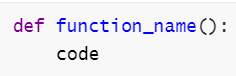 def function_name():
    code